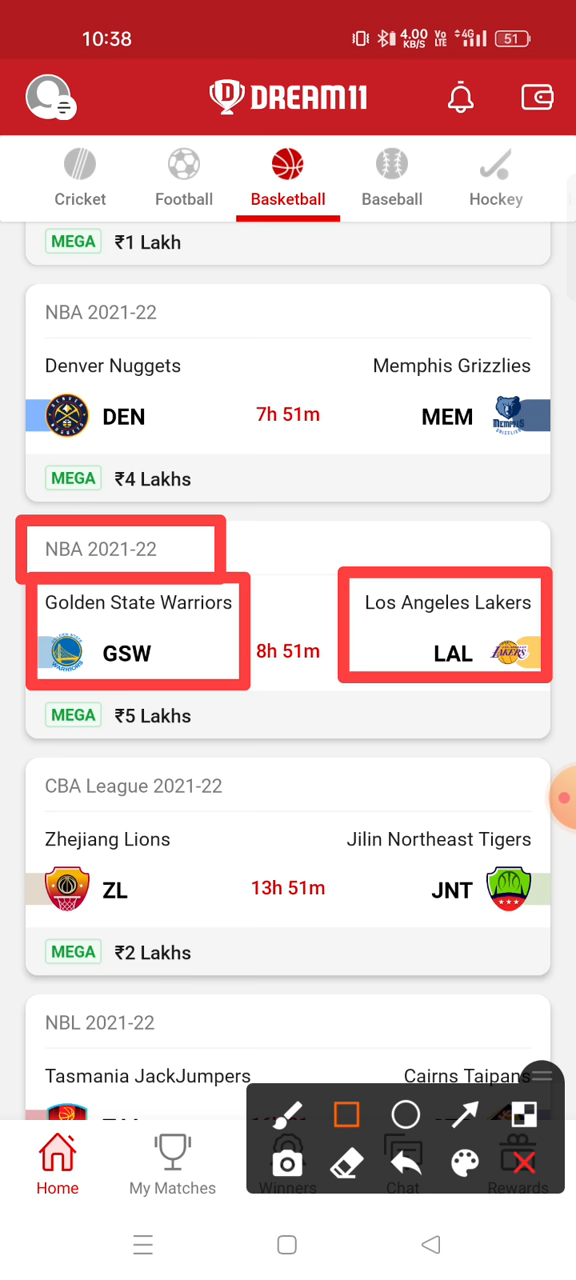 10:38
4.00 KB/S VoLTE 4G 51
DREAM11
Cricket Football Basketball Baseball Hockey
MEGA ₹1 Lakh
NBA 2021-22
Denver Nuggets Memphis Grizzlies
DEN 7h 51m MEM
MEGA ₹4 Lakhs
NBA 2021-22
Golden State Warriors Los Angeles Lakers
GSW 8h 51m LAL
MEGA ₹5 Lakhs
CBA League 2021-22
Zhejiang Lions Jilin Northeast Tigers
ZL 13h 51m JNT
MEGA ₹2 Lakhs
NBL 2021-22
Tasmania JackJumpers Cairns Taipans
Home My Matches Winners Chat Rewards